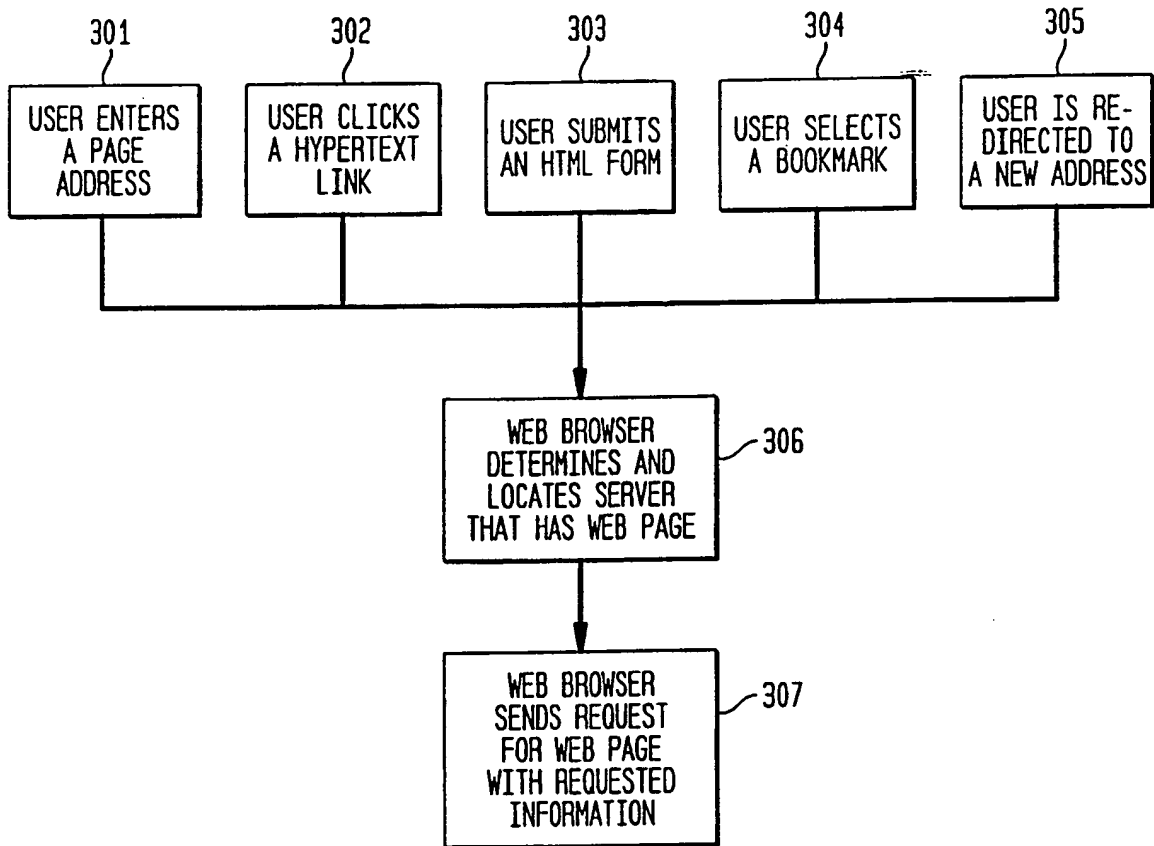 301
302
303
304
305
USER ENTERS
A PAGE
ADDRESS
USER CLICKS
A HYPERTEXT
LINK
USER SUBMITS
AN HTML FORM
USER SELECTS
A BOOKMARK
USER IS RE-
DIRECTED TO
A NEW ADDRESS
WEB BROWSER
DETERMINES AND
LOCATES SERVER
THAT HAS WEB PAGE
306
WEB BROWSER
SENDS REQUEST
FOR WEB PAGE
WITH REQUESTED
INFORMATION
307